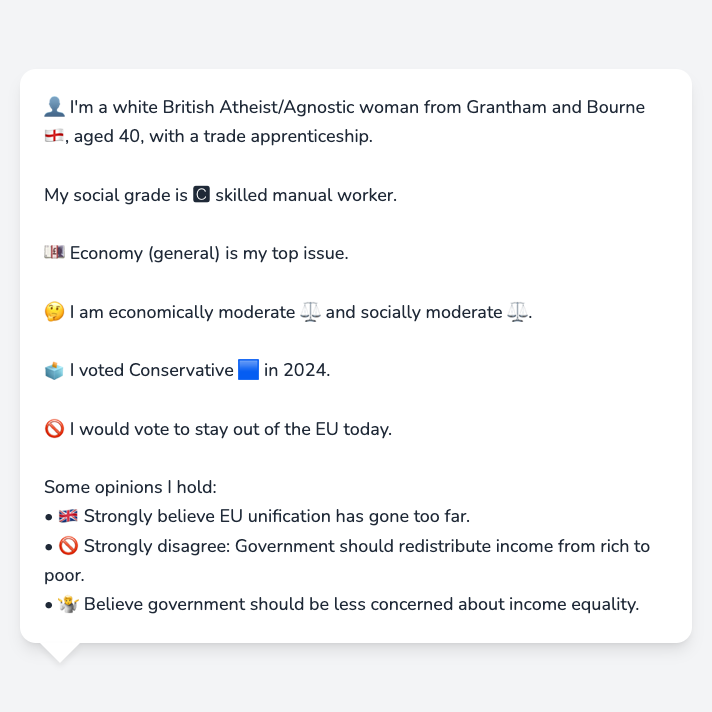 👤 I'm a white British Atheist/Agnostic woman from Grantham and Bourne
🏴󠁧󠁢󠁥󠁮󠁧󠁿, aged 40, with a trade apprenticeship.
My social grade is 🅲 skilled manual worker.
💷 Economy (general) is my top issue.
🤔 I am economically moderate ⚖️ and socially moderate ⚖️.
🗳️ I voted Conservative 🟦 in 2024.
🚫 I would vote to stay out of the EU today.
Some opinions I hold:
• 🇬🇧 Strongly believe EU unification has gone too far.
• 🚫 Strongly disagree: Government should redistribute income from rich to
poor.
• 🤷 Believe government should be less concerned about income equality.